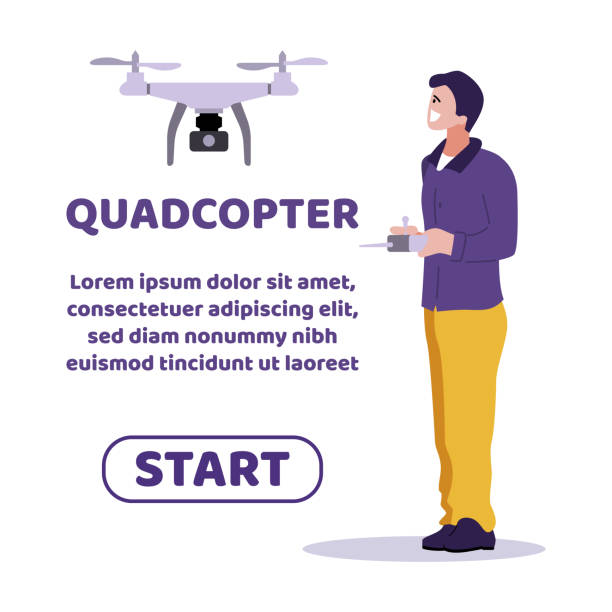 QUADCOPTER
Lorem ipsum dolor sit amet,
consectetuer adipiscing elit,
sed diam nonummy nibh
euismod tincidunt ut laoreet
START